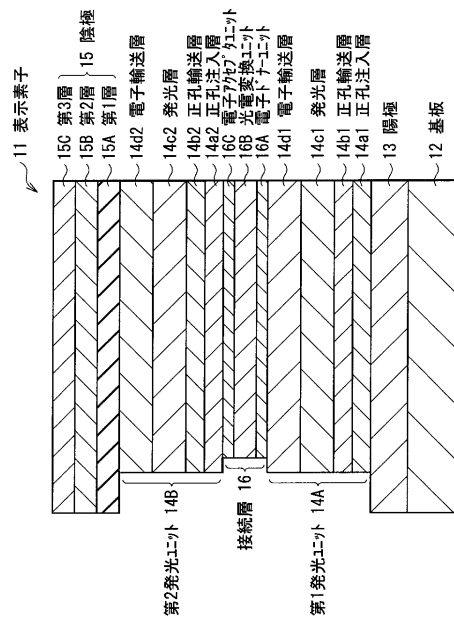 11 表示素子
15C 第3層
15B 第2層
15A 第1層
15 陰極
14d2 電子輸送層
14c2 発光層
14b2 正孔輸送層
14a2 正孔注入層
16C 電子アクセプタユニット
16B 光電変換ユニット
16A 電子ドナーユニット
14d1 電子輸送層
14c1 発光層
14b1 正孔輸送層
14a1 正孔注入層
13 陽極
12 基板
第2発光ユニット 14B
接続層 16
第1発光ユニット 14A